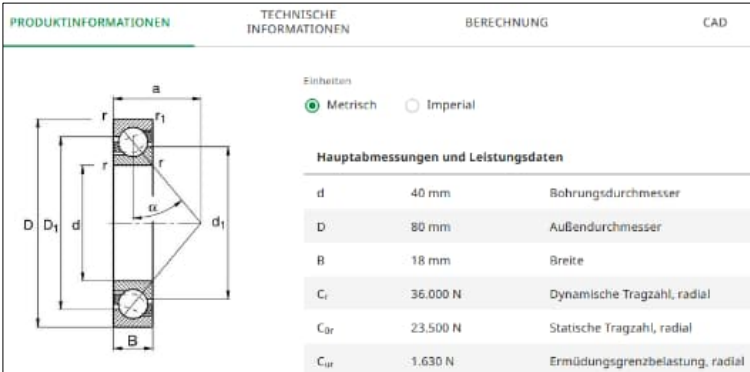 PRODUKTINFORMATIONEN
TECHNISCHE
INFORMATIONEN
BERECHNUNG
CAD
Einheiten
Metrisch
Imperial
Hauptabmessungen und Leistungsdaten
d 40 mm Bohrungsdurchmesser
D 80 mm Außendurchmesser
B 18 mm Breite
Cr 36.000 N Dynamische Tragzahl, radial
C0r 23.500 N Statische Tragzahl, radial
Cur 1.630 N Ermüdungsgrenzbelastung, radial
a
r r1
r r
α
D D1 d d1
B